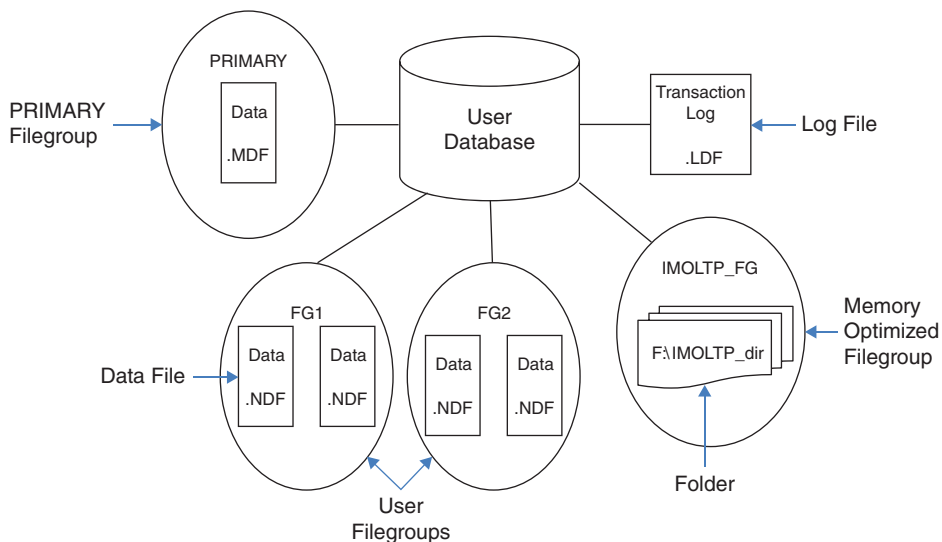 PRIMARY
Data
.MDF
PRIMARY
Filegroup
User
Database
Transaction
Log
.LDF
Log File
FG1
Data
.NDF
Data
.NDF
Data File
FG2
Data
.NDF
Data
.NDF
User
Filegroups
IMOLTP_FG
F:\IMOLTP_dir
Memory
Optimized
Filegroup
Folder